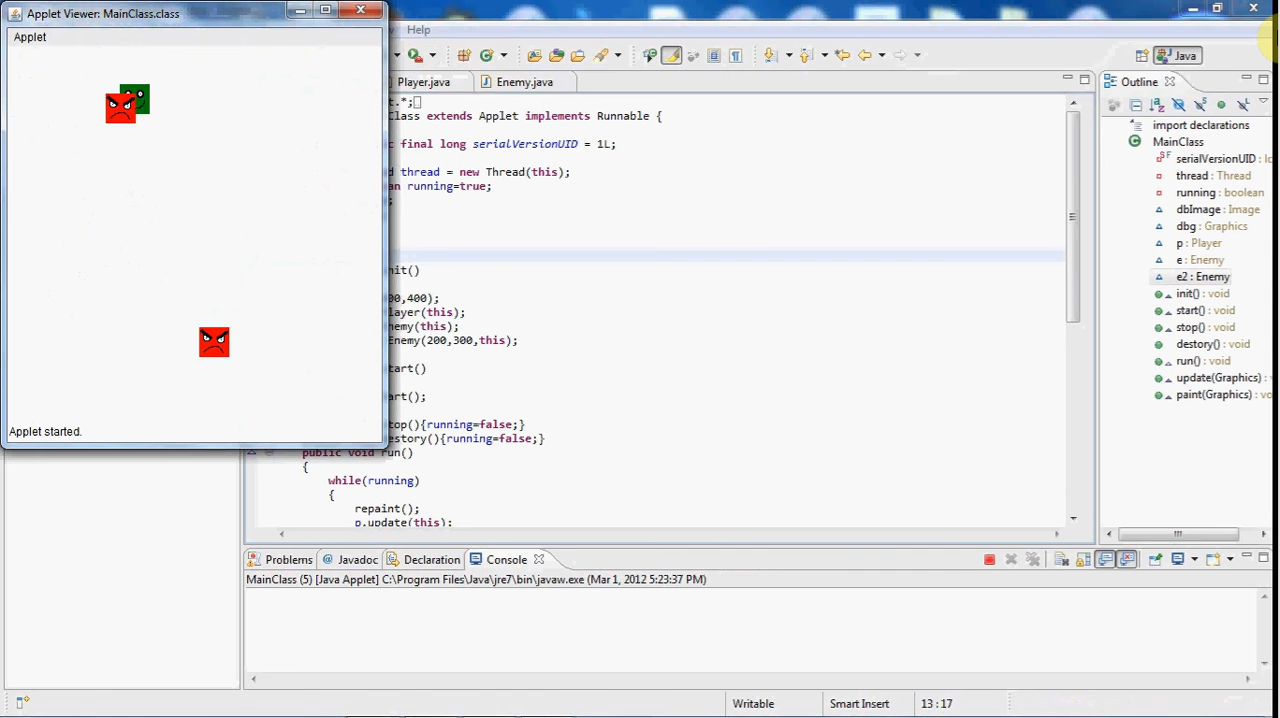 Applet Viewer: MainClass.class
Applet
Applet started.
Help
Java
Player.java
Enemy.java
t.*;
Class extends Applet implements Runnable {
final long serialVersionUID = 1L;
thread = new Thread(this);
running=true;
;
nit()
00,400);
layer(this);
nemy(this);
Enemy(200,300,this);
tart()
art();
top(){running=false;}
estory(){running=false;}
public void run()
{
while(running)
{
repaint();
p.update(this);
Outline
import declarations
MainClass
serialVersionUID :
thread : Thread
running : boolean
dbImage : Image
dbg : Graphics
p : Player
e : Enemy
e2 : Enemy
init() : void
start() : void
stop() : void
destory() : void
run() : void
update(Graphics) :
paint(Graphics) :
Problems
@ Javadoc
Declaration
Console
MainClass (5) [Java Applet] C:\Program Files\Java\jre7\bin\javaw.exe (Mar 1, 2012 5:23:37 PM)
Writable
Smart Insert
13 : 17